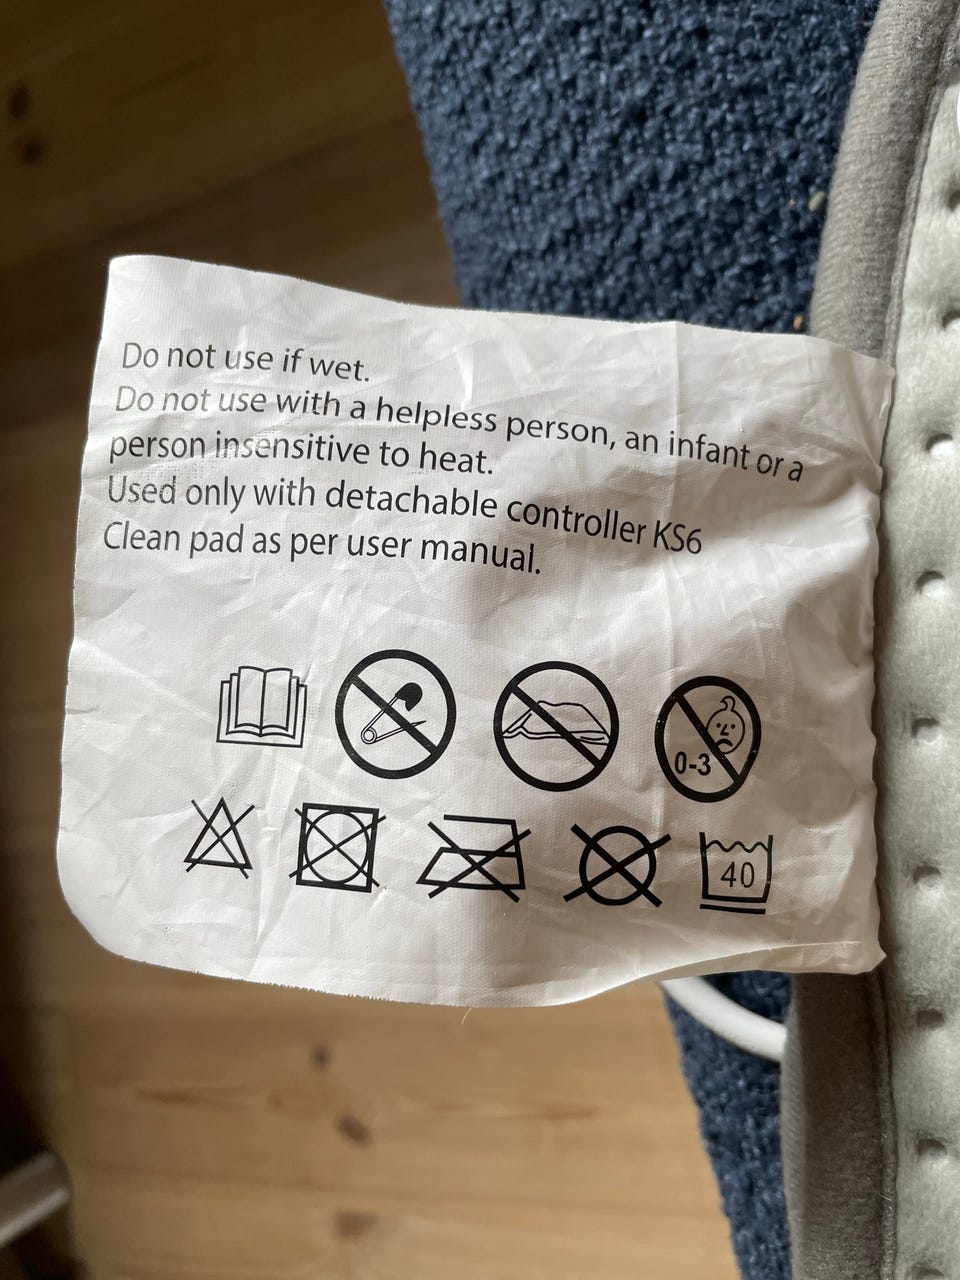 Do not use if wet.
Do not use with a helpless person, an infant or a
person insensitive to heat.
Used only with detachable controller KS6
Clean pad as per user manual.
0-3
40